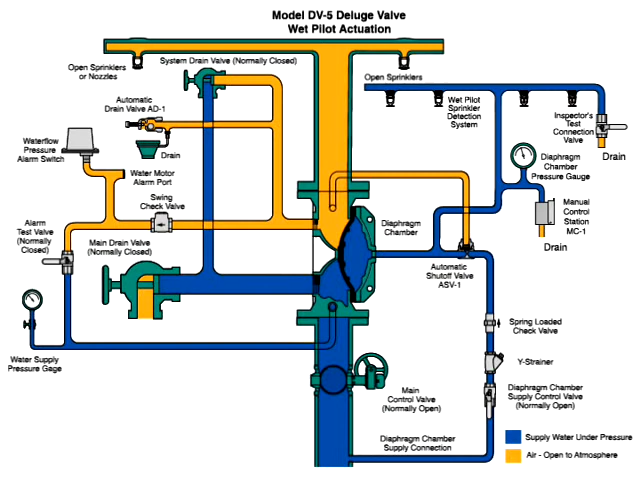 Model DV-5 Deluge Valve
Wet Pilot Actuation
System Drain Valve (Normally Closed)
Open Sprinklers
or Nozzles
Open Sprinklers
Automatic
Drain Valve AD-1
Wet Pilot
Sprinkler
Detection
System
Inspector's
Test
Connection
Valve
Drain
Waterflow
Pressure
Alarm Switch
Drain
Water Motor
Alarm Port
Diaphragm
Chamber
Pressure Gauge
Swing
Check Valve
Manual
Control
Station
MC-1
Drain
Alarm
Test Valve
(Normally
Closed)
Main Drain Valve
(Normally Closed)
Diaphragm
Chamber
Automatic
Shutoff Valve
ASV-1
Spring Loaded
Check Valve
Water Supply
Pressure Gage
Y-Strainer
Main
Control Valve
(Normally Open)
Diaphragm Chamber
Supply Control Valve
(Normally Open)
Diaphragm Chamber
Supply Connection
Supply Water Under Pressure
Air - Open to Atmosphere